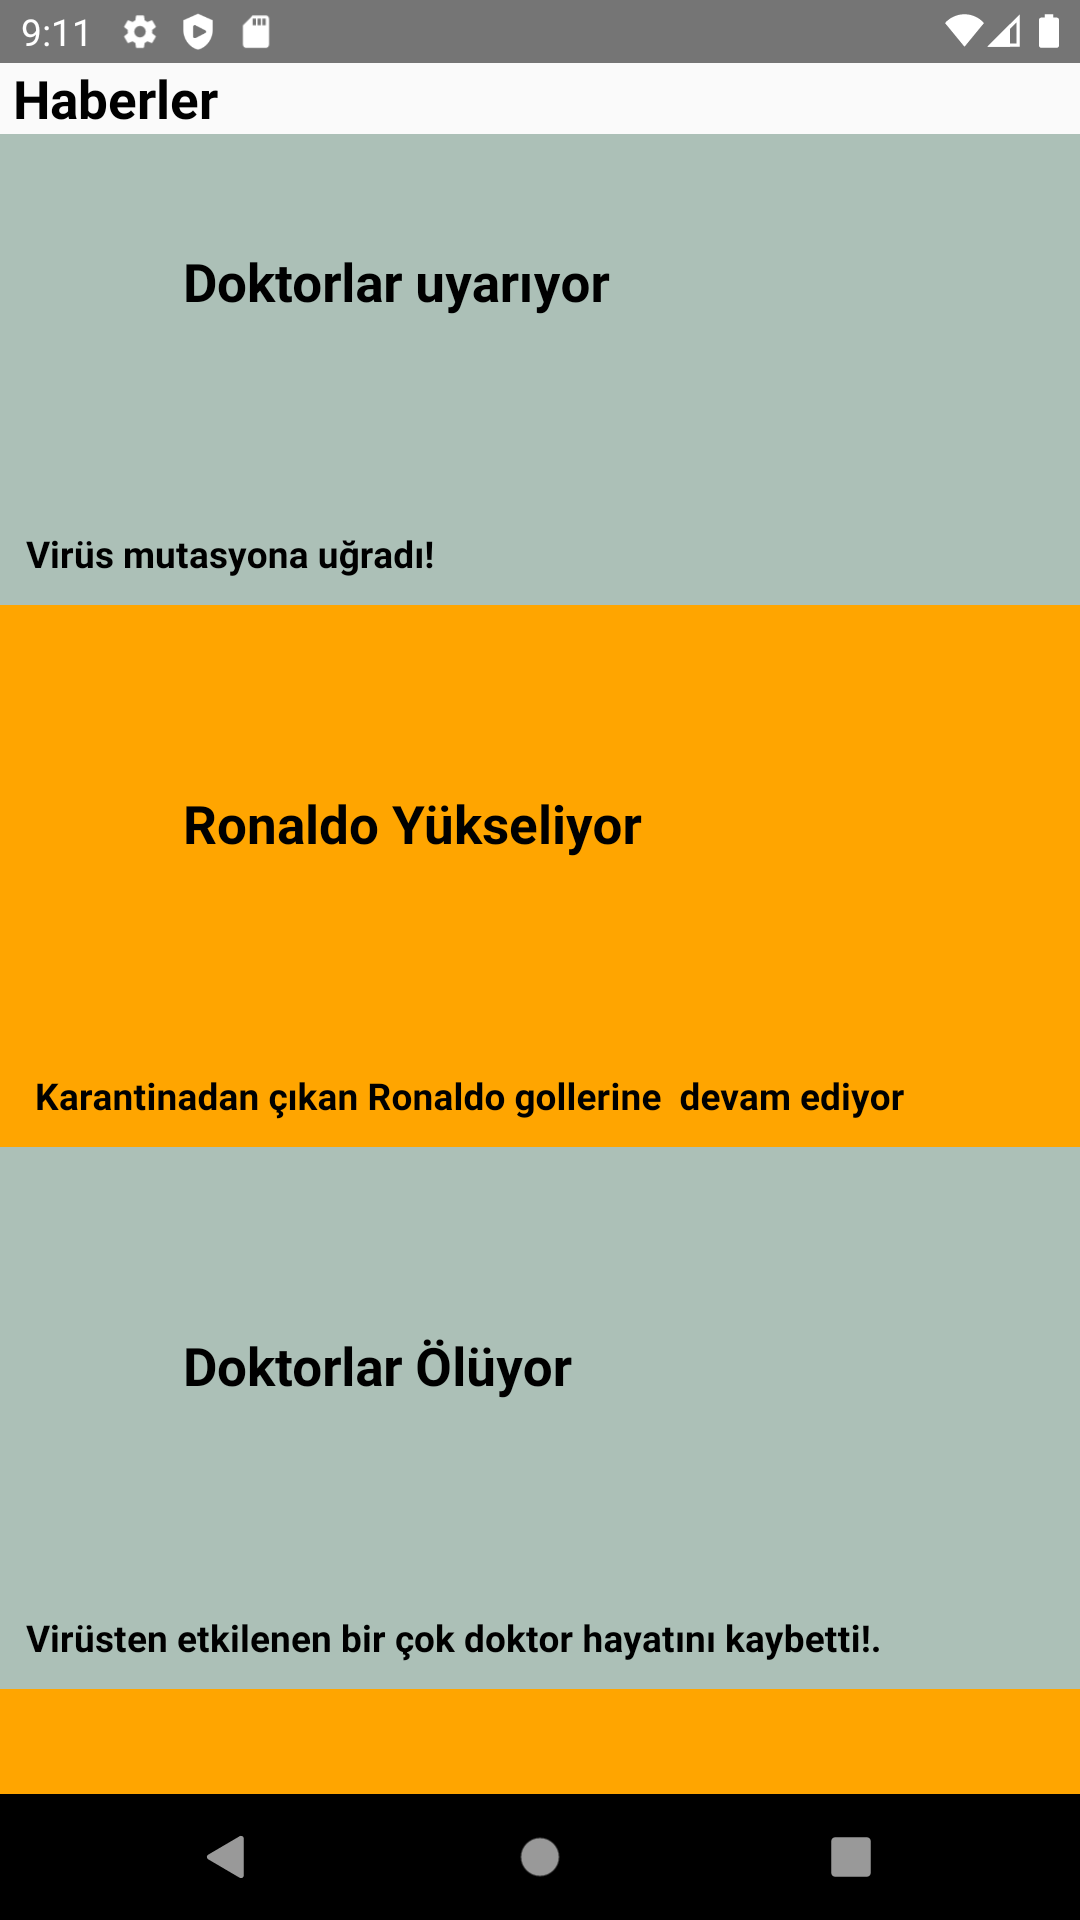 9:11
Haberler
Doktorlar uyarıyor
Virüs mutasyona uğradı!
Ronaldo Yükseliyor
Karantinadan çıkan Ronaldo gollerine  devam ediyor
Doktorlar Ölüyor
Virüsten etkilenen bir çok doktor hayatını kaybetti!.